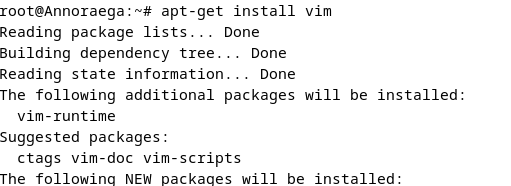 root@Annoraega:~# apt-get install vim
Reading package lists... Done
Building dependency tree... Done
Reading state information... Done
The following additional packages will be installed:
  vim-runtime
Suggested packages:
  ctags vim-doc vim-scripts
The following NEW packages will be installed: